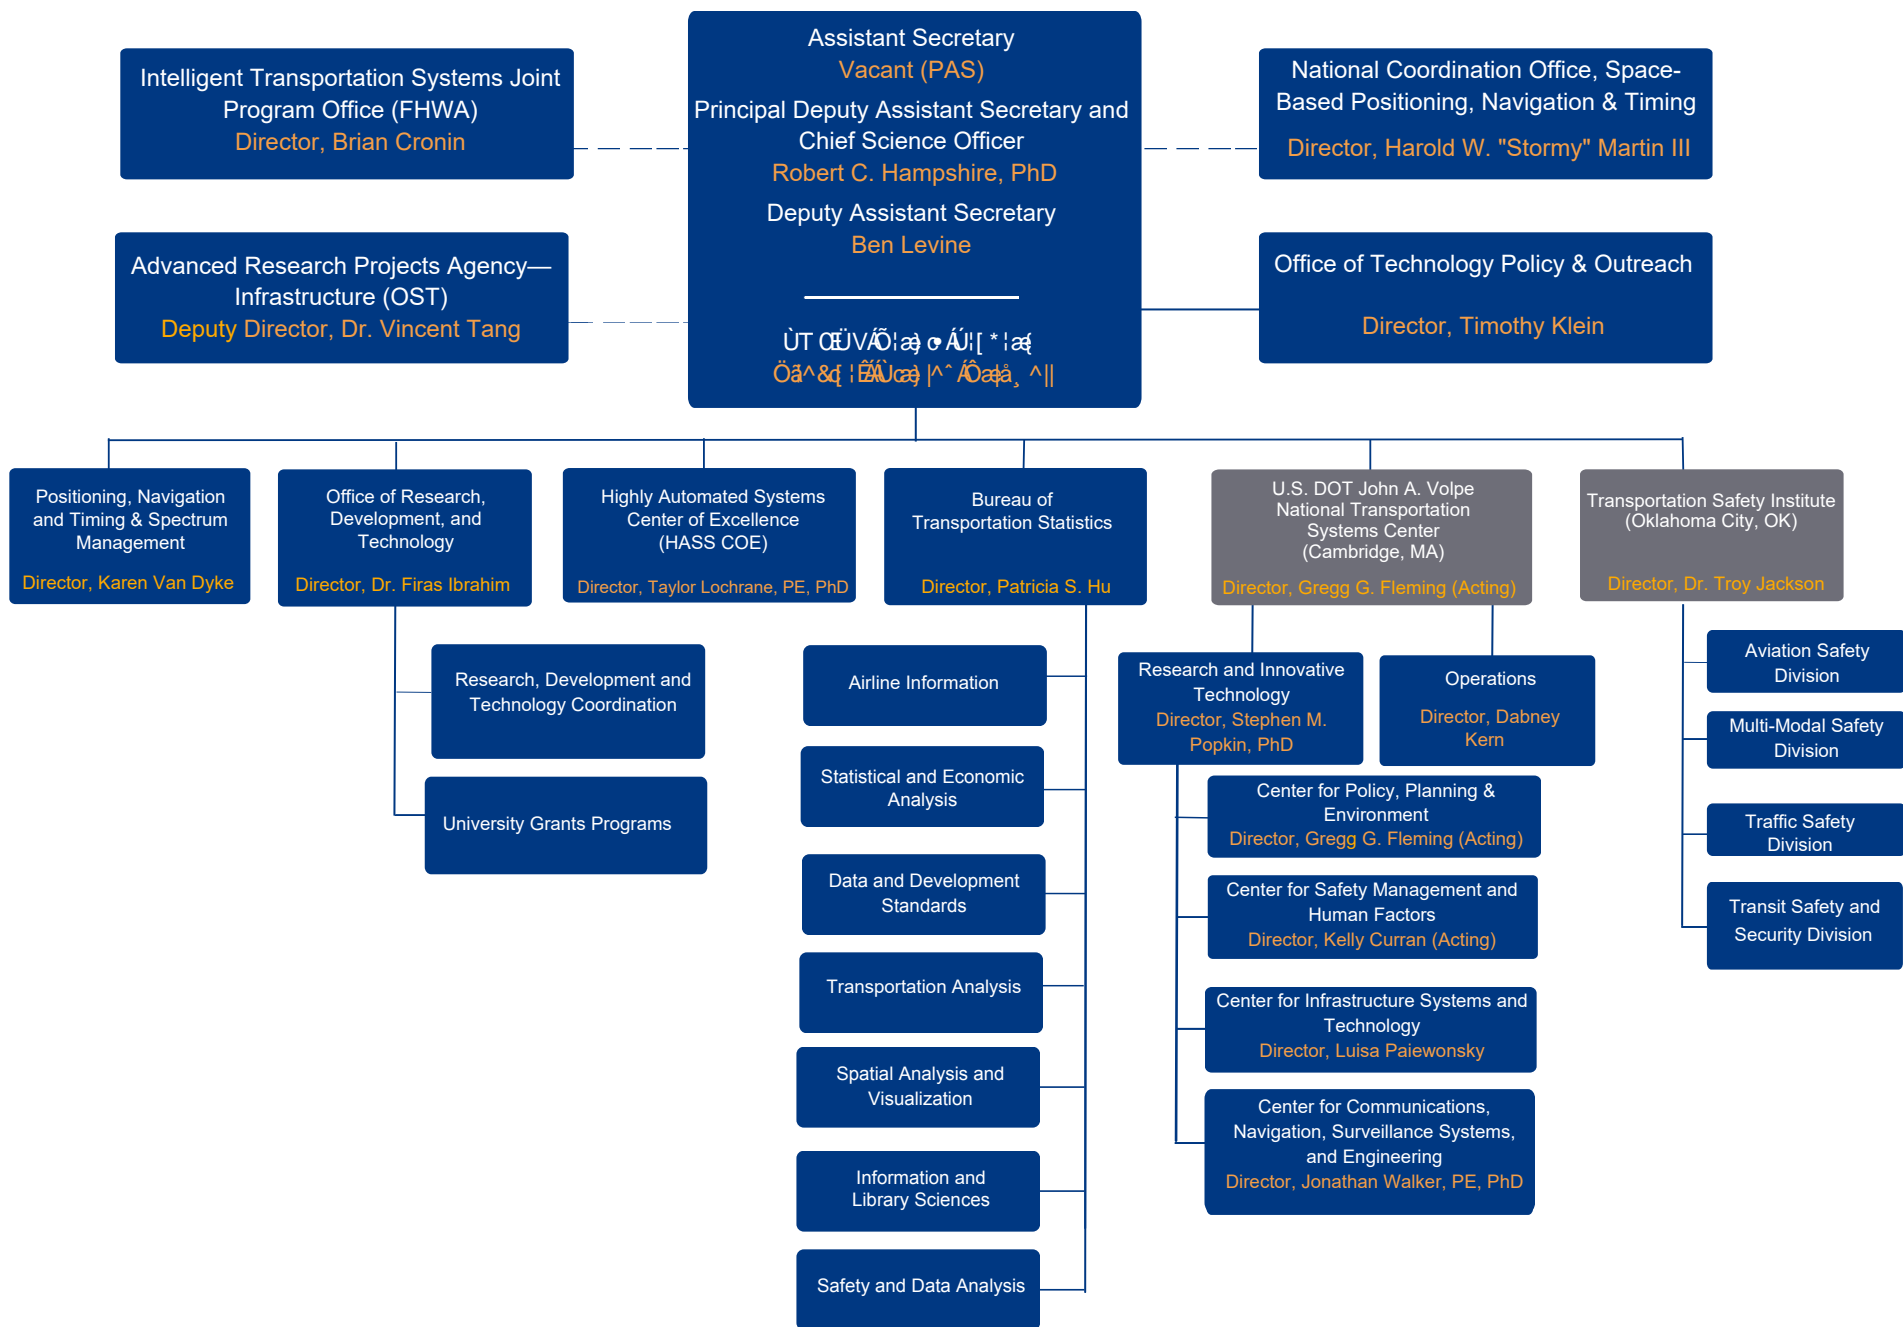 Assistant Secretary
Vacant (PAS)
Principal Deputy Assistant Secretary and
Chief Science Officer
Robert C. Hampshire, PhD
Deputy Assistant Secretary
Ben Levine
Intelligent Transportation Systems Joint
Program Office (FHWA)
Director, Brian Cronin
National Coordination Office, Space-
Based Positioning, Navigation & Timing
Director, Harold W. "Stormy" Martin III
Advanced Research Projects Agency—
Infrastructure (OST)
Deputy Director, Dr. Vincent Tang
Office of Technology Policy & Outreach
Director, Timothy Klein
Positioning, Navigation
and Timing & Spectrum
Management
Director, Karen Van Dyke
Office of Research,
Development, and
Technology
Director, Dr. Firas Ibrahim
Highly Automated Systems
Center of Excellence
(HASS COE)
Director, Taylor Lochrane, PE, PhD
Bureau of
Transportation Statistics
Director, Patricia S. Hu
U.S. DOT John A. Volpe
National Transportation
Systems Center
(Cambridge, MA)
Director, Gregg G. Fleming (Acting)
Transportation Safety Institute
(Oklahoma City, OK)
Director, Dr. Troy Jackson
Research, Development and
Technology Coordination
University Grants Programs
Airline Information
Statistical and Economic
Analysis
Data and Development
Standards
Transportation Analysis
Spatial Analysis and
Visualization
Information and
Library Sciences
Safety and Data Analysis
Research and Innovative
Technology
Director, Stephen M.
Popkin, PhD
Operations
Director, Dabney
Kern
Center for Policy, Planning &
Environment
Director, Gregg G. Fleming (Acting)
Center for Safety Management and
Human Factors
Director, Kelly Curran (Acting)
Center for Infrastructure Systems and
Technology
Director, Luisa Paiewonsky
Center for Communications,
Navigation, Surveillance Systems,
and Engineering
Director, Jonathan Walker, PE, PhD
Aviation Safety
Division
Multi-Modal Safety
Division
Traffic Safety
Division
Transit Safety and
Security Division